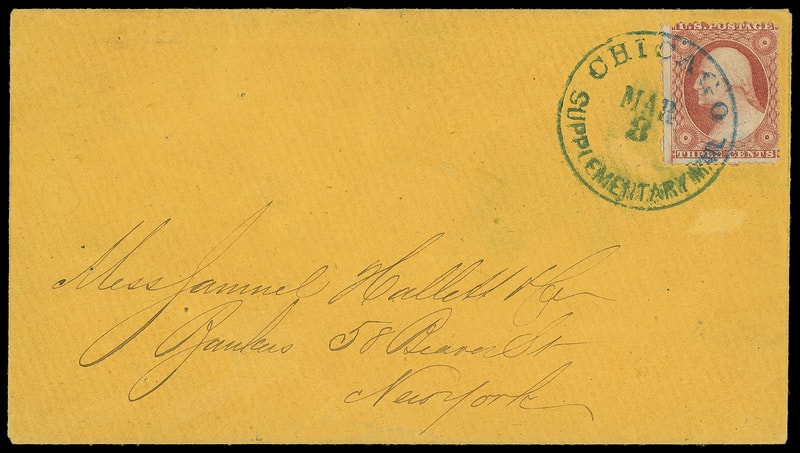 U.S. POSTAGE
THREE CENTS
CHICAGO
MAR
8
SUPPLEMENTARY MAIL
Mess Samuel Hallett & Co
Bankers 58 Beaver St
New York